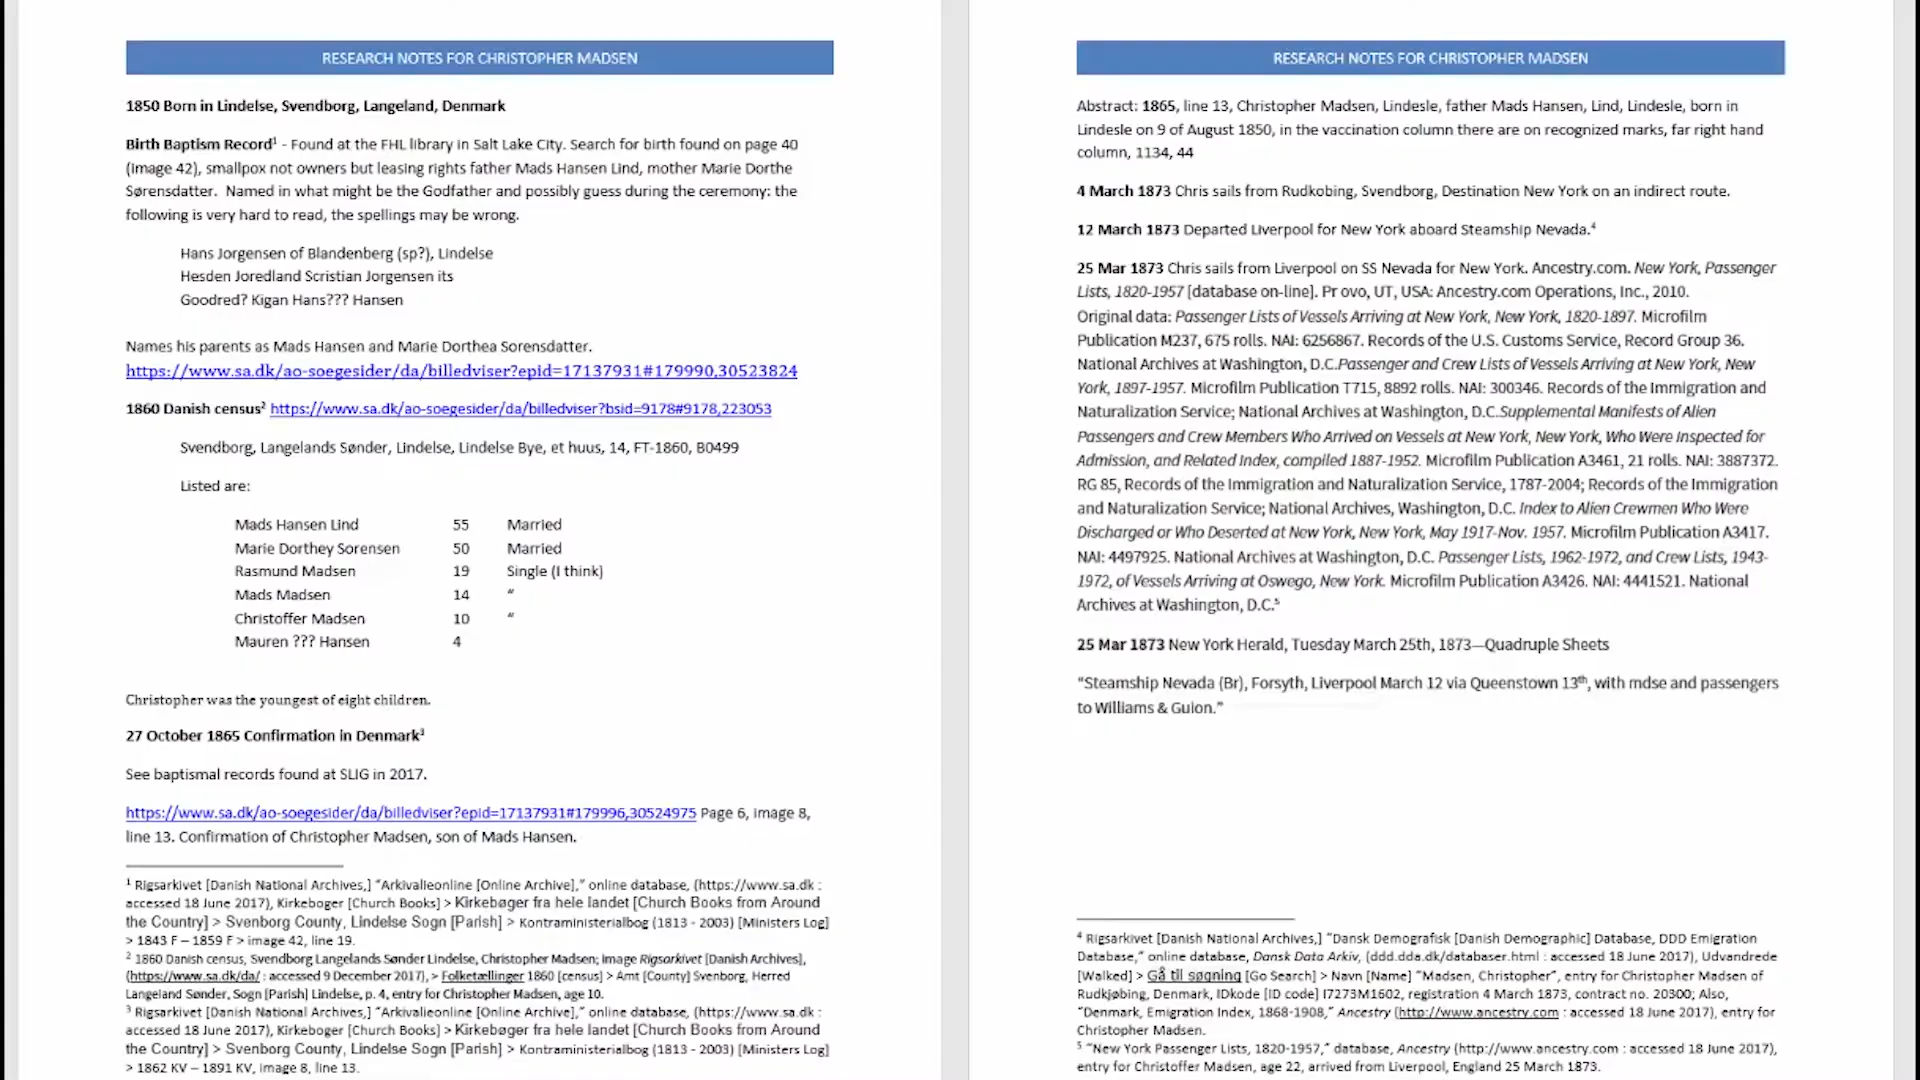 RESEARCH NOTES FOR CHRISTOPHER MADSEN
1850 Born in Lindelse, Svendborg, Langeland, Denmark
Birth Baptism Record¹ - Found at the FHL library in Salt Lake City. Search for birth found on page 40
(Image 42), smallpox not owners but leasing rights father Mads Hansen Lind, mother Marie Dorthe
Sørensdatter. Named in what might be the Godfather and possibly guess during the ceremony: the
following is very hard to read, the spellings may be wrong.
Hans Jorgensen of Blandenberg (sp?), Lindelse
Hesden Joredland Scristian Jorgensen its
Goodred? Kigan Hans??? Hansen
Names his parents as Mads Hansen and Marie Dorthea Sorensdatter.
https://www.sa.dk/ao-soegesider/da/billedviser?epid=17137931#179990,30523824
1860 Danish census² https://www.sa.dk/ao-soegesider/da/billedviser?bsid=9178#9178,223053
Svendborg, Langelands Sønder, Lindelse, Lindelse Bye, et huus, 14, FT-1860, B0499
Listed are:
Mads Hansen Lind 55 Married
Marie Dorthey Sorensen 50 Married
Rasmund Madsen 19 Single (I think)
Mads Madsen 14 “
Christoffer Madsen 10 “
Mauren ??? Hansen 4
Christopher was the youngest of eight children.
27 October 1865 Confirmation in Denmark³
See baptismal records found at SLIG in 2017.
https://www.sa.dk/ao-soegesider/da/billedviser?epid=17137931#179996,30524975 Page 6, image 8,
line 13. Confirmation of Christopher Madsen, son of Mads Hansen.
¹ Rigsarkivet [Danish National Archives,] “Arkivalieonline [Online Archive],” online database, (https://www.sa.dk :
accessed 18 June 2017), Kirkeboger [Church Books] > Kirkebøger fra hele landet [Church Books from Around
the Country] > Svenborg County, Lindelse Sogn [Parish] > Kontraministerialbog (1813 - 2003) [Ministers Log]
> 1843 F – 1859 F > image 42, line 19.
² 1860 Danish census, Svendborg Langelands Sønder Lindelse, Christopher Madsen; image Rigsarkivet [Danish Archives],
(https://www.sa.dk/da/ : accessed 9 December 2017), > Folketællinger 1860 [census] > Amt [County] Svenborg, Herred
Langeland Sønder, Sogn [Parish] Lindelse, p. 4, entry for Christopher Madsen, age 10.
³ Rigsarkivet [Danish National Archives,] “Arkivalieonline [Online Archive],” online database, (https://www.sa.dk :
accessed 18 June 2017), Kirkeboger [Church Books] > Kirkebøger fra hele landet [Church Books from Around
the Country] > Svenborg County, Lindelse Sogn [Parish] > Kontraministerialbog (1813 - 2003) [Ministers Log]
> 1862 KV – 1891 KV, image 8, line 13.
RESEARCH NOTES FOR CHRISTOPHER MADSEN
Abstract: 1865, line 13, Christopher Madsen, Lindesle, father Mads Hansen, Lind, Lindesle, born in
Lindesle on 9 of August 1850, in the vaccination column there are on recognized marks, far right hand
column, 1134, 44
4 March 1873 Chris sails from Rudkobing, Svendborg, Destination New York on an indirect route.
12 March 1873 Departed Liverpool for New York aboard Steamship Nevada.⁴
25 Mar 1873 Chris sails from Liverpool on SS Nevada for New York. Ancestry.com. New York, Passenger
Lists, 1820-1957 [database on-line]. Pr ovo, UT, USA: Ancestry.com Operations, Inc., 2010.
Original data: Passenger Lists of Vessels Arriving at New York, New York, 1820-1897. Microfilm
Publication M237, 675 rolls. NAI: 6256867. Records of the U.S. Customs Service, Record Group 36.
National Archives at Washington, D.C.Passenger and Crew Lists of Vessels Arriving at New York, New
York, 1897-1957. Microfilm Publication T715, 8892 rolls. NAI: 300346. Records of the Immigration and
Naturalization Service; National Archives at Washington, D.C.Supplemental Manifests of Alien
Passengers and Crew Members Who Arrived on Vessels at New York, New York, Who Were Inspected for
Admission, and Related Index, compiled 1887-1952. Microfilm Publication A3461, 21 rolls. NAI: 3887372.
RG 85, Records of the Immigration and Naturalization Service, 1787-2004; Records of the Immigration
and Naturalization Service; National Archives, Washington, D.C. Index to Alien Crewmen Who Were
Discharged or Who Deserted at New York, New York, May 1917-Nov. 1957. Microfilm Publication A3417.
NAI: 4497925. National Archives at Washington, D.C. Passenger Lists, 1962-1972, and Crew Lists, 1943-
1972, of Vessels Arriving at Oswego, New York. Microfilm Publication A3426. NAI: 4441521. National
Archives at Washington, D.C.⁵
25 Mar 1873 New York Herald, Tuesday March 25th, 1873—Quadruple Sheets
“Steamship Nevada (Br), Forsyth, Liverpool March 12 via Queenstown 13th, with mdse and passengers
to Williams & Guion.”
⁴ Rigsarkivet [Danish National Archives,] “Dansk Demografisk [Danish Demographic] Database, DDD Emigration
Database,” online database, Dansk Data Arkiv, (ddd.dda.dk/databaser.html : accessed 18 June 2017), Udvandrede
[Walked] > Gå til søgning [Go Search] > Navn [Name] “Madsen, Christopher”, entry for Christopher Madsen of
Rudkjøbing, Denmark, IDkode [ID code] I7273M1602, registration 4 March 1873, contract no. 20300; Also,
“Denmark, Emigration Index, 1868-1908,” Ancestry (http://www.ancestry.com : accessed 18 June 2017), entry for
Christopher Madsen.
⁵ “New York Passenger Lists, 1820-1957,” database, Ancestry (http://www.ancestry.com : accessed 18 June 2017),
entry for Christoffer Madsen, age 22, arrived from Liverpool, England 25 March 1873.